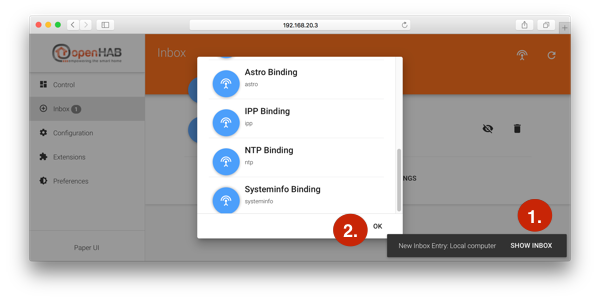 192.168.20.3
openHAB
empowering the smart home
Inbox
Control
Inbox 1
Configuration
Extensions
Preferences
Paper UI
Astro Binding
astro
IPP Binding
ipp
NTP Binding
ntp
Systeminfo Binding
systeminfo
NGS
OK
1.
2.
New Inbox Entry: Local computer
SHOW INBOX